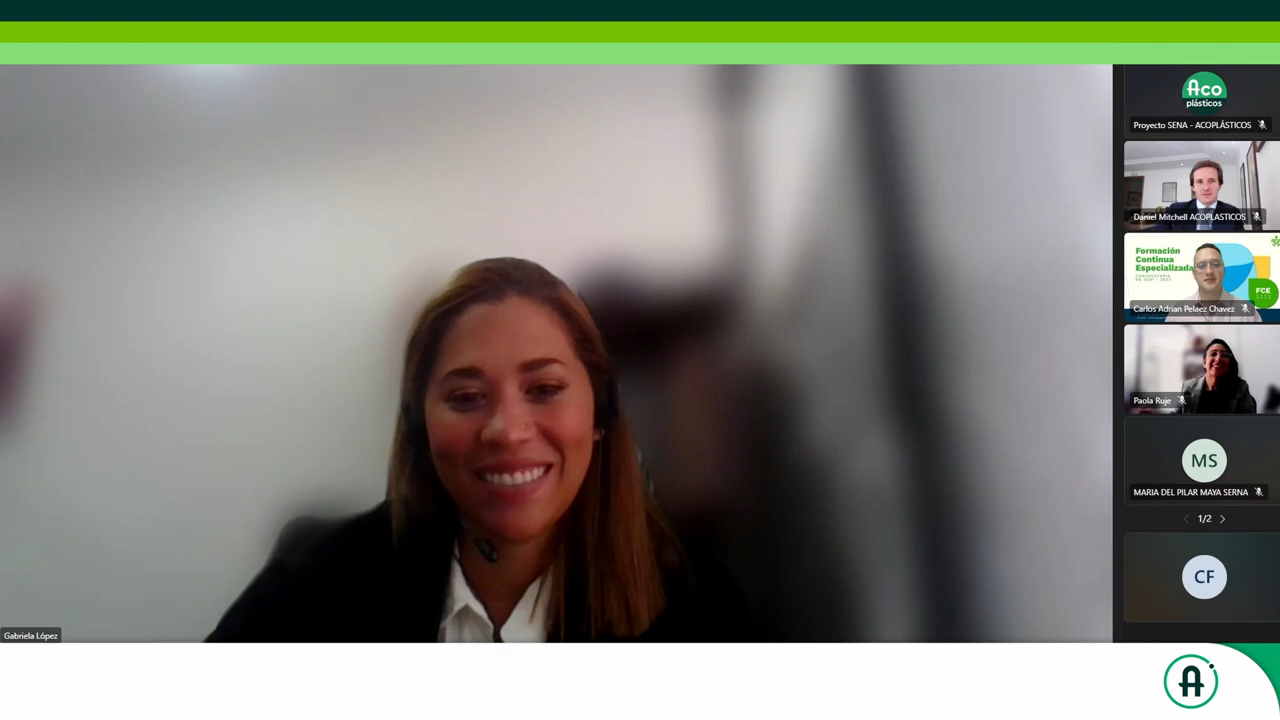 Aco
plásticos
Proyecto SENA - ACOPLÁSTICOS
Daniel Mitchell ACOPLASTICOS
Formación
Continua
Especializada
FCE
2023
Carlos Adrian Pelaez Chavez
Paola Ruje
MS
MARIA DEL PILAR MAYA SERNA
1/2
CF
Gabriela López
A